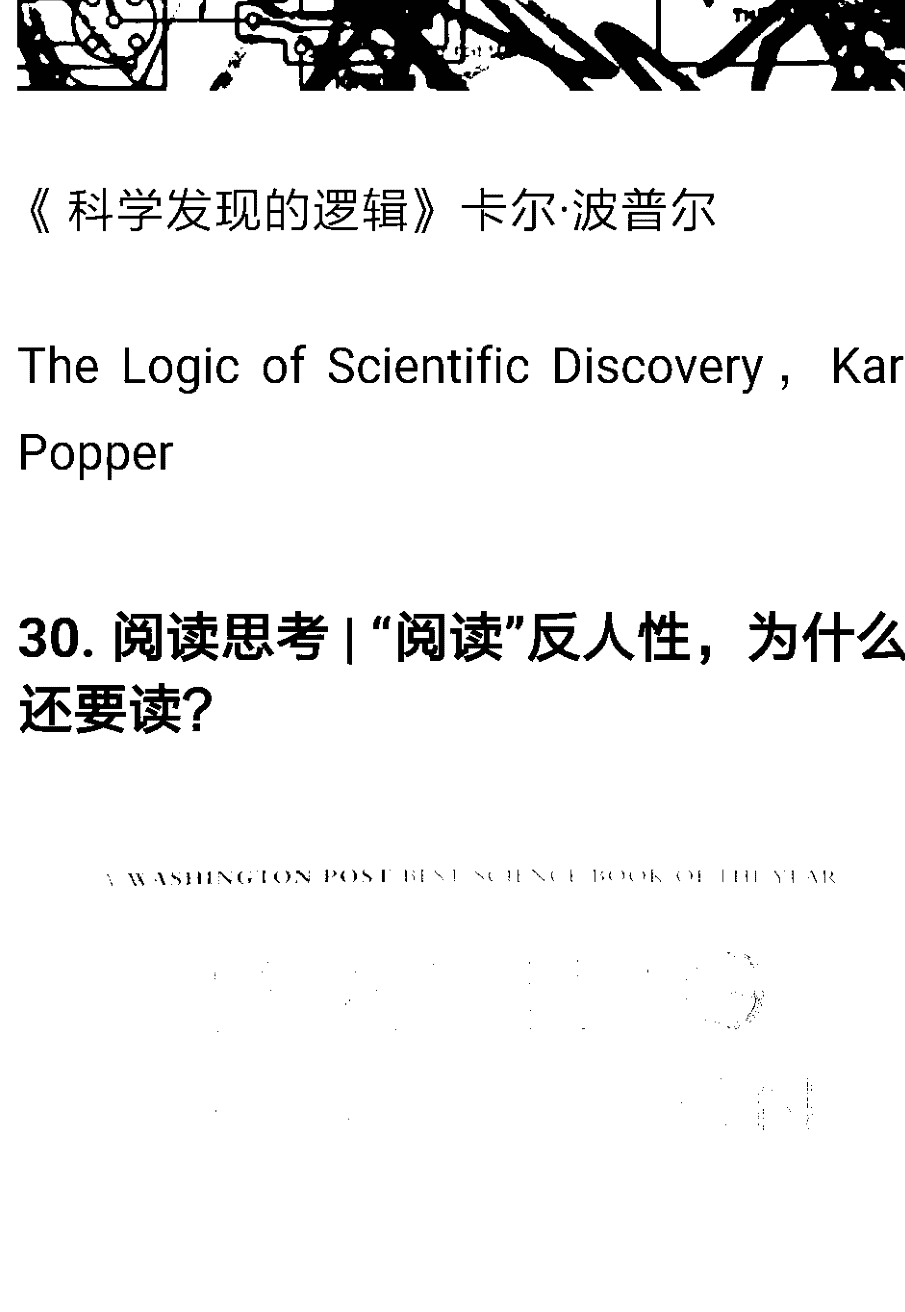 《 科学发现的逻辑》卡尔·波普尔
The Logic of Scientific Discovery， Kar
Popper
30. 阅读思考 | “阅读”反人性，为什么
还要读？
A WASHINGTON POST BEST SCIENCE BOOK OF THE YEAR